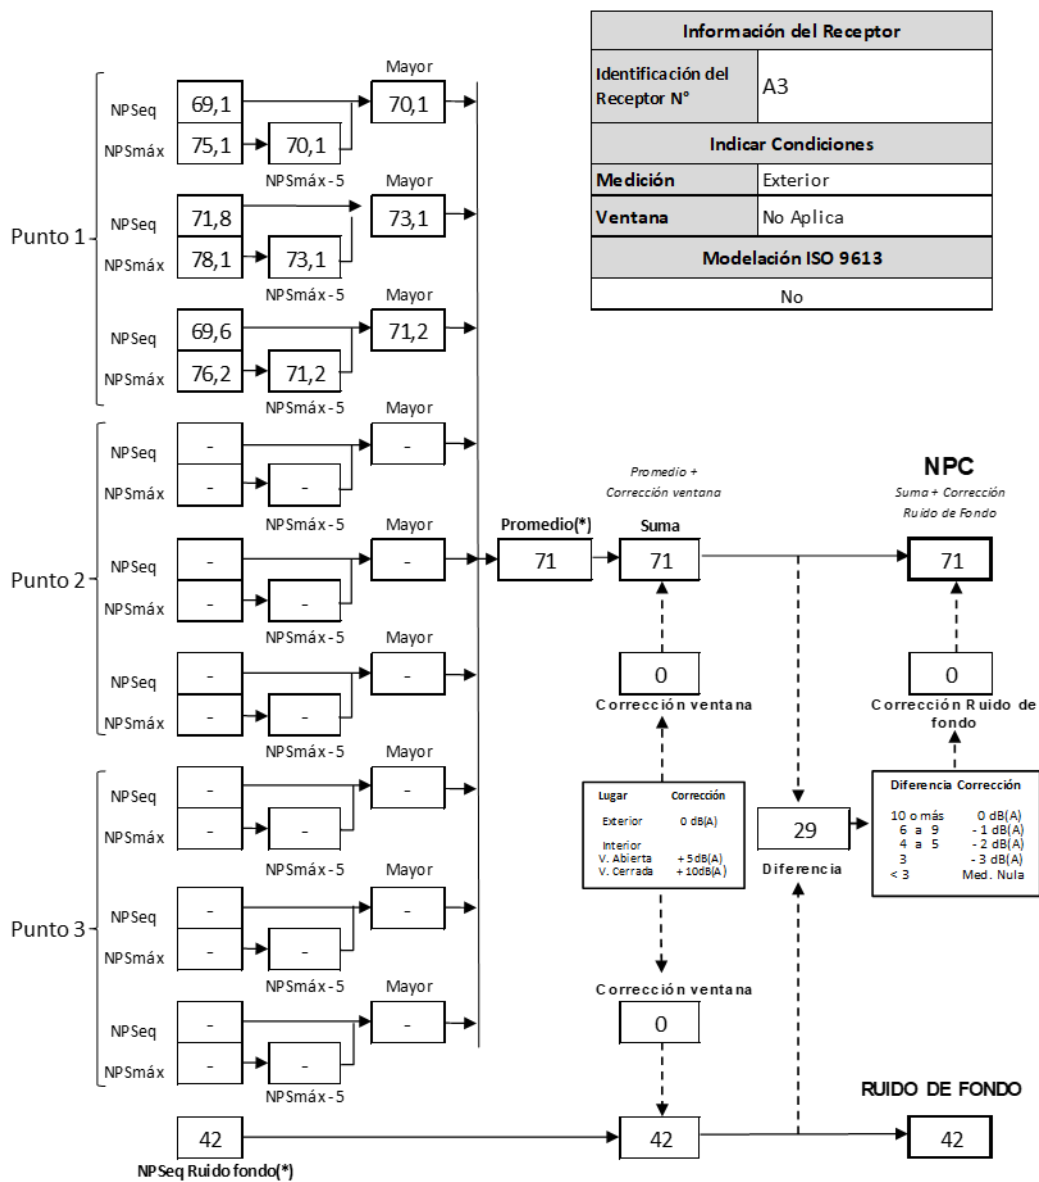 Información del Receptor
Identificación del Receptor N° A3
Indicar Condiciones
Medición Exterior
Ventana No Aplica
Modelación ISO 9613
No
Punto 1
Mayor
NPSeq 69,1 70,1
NPSmáx 75,1 70,1
NPSmáx - 5
Mayor
NPSeq 71,8 73,1
NPSmáx 78,1 73,1
NPSmáx - 5
Mayor
NPSeq 69,6 71,2
NPSmáx 76,2 71,2
NPSmáx - 5
Punto 2
Mayor
NPSeq - -
NPSmáx - -
NPSmáx - 5
Mayor
NPSeq - -
NPSmáx - -
NPSmáx - 5
Mayor
NPSeq - -
NPSmáx - -
NPSmáx - 5
Punto 3
Mayor
NPSeq - -
NPSmáx - -
NPSmáx - 5
Mayor
NPSeq - -
NPSmáx - -
NPSmáx - 5
Mayor
NPSeq - -
NPSmáx - -
NPSmáx - 5
42
NPSeq Ruido fondo(*)
Promedio(*)
71
Promedio +
Corrección ventana
Suma
71
0
Corrección ventana
Lugar Corrección
Exterior 0 dB(A)
Interior
V. Abierta + 5dB(A)
V. Cerrada + 10dB(A)
Corrección ventana
0
42
29
Diferencia
NPC
Suma + Corrección
Ruido de Fondo
71
0
Corrección Ruido de
fondo
Diferencia Corrección
10 o más 0 dB(A)
6 a 9 - 1 dB(A)
4 a 5 - 2 dB(A)
3 - 3 dB(A)
< 3 Med. Nula
RUIDO DE FONDO
42